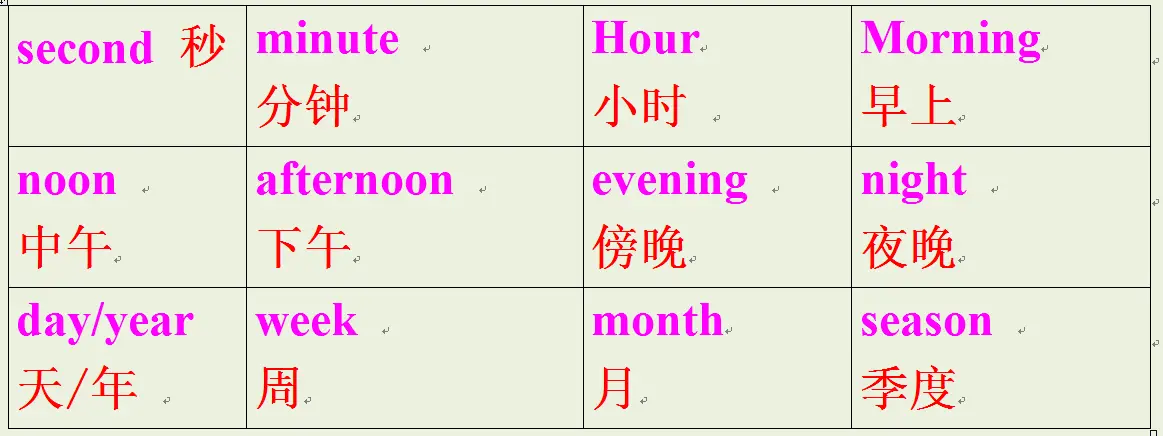 second 秒
minute
分钟
Hour
小时
Morning
早上
noon
中午
afternoon
下午
evening
傍晚
night
夜晚
day/year
天/年
week
周
month
月
season
季度